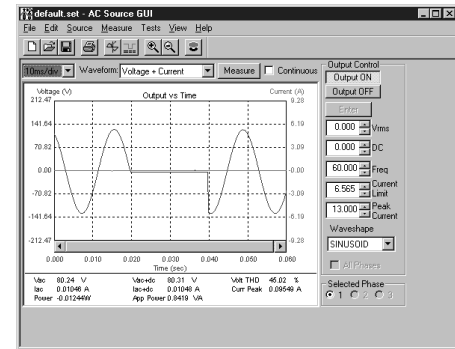 default.set - AC Source GUI
File Edit Source Measure Tests View Help
10ms/div Waveform: Voltage + Current Measure Continuous
Output Control
Output ON
Output OFF
Enter
0.000 Vrms
0.000 DC
60.000 Freq
6.565 Current Limit
13.000 Peak Current
Waveshape
SINUSOID
All Phases
Selected Phase
1 2 3
Voltage (V) Output vs Time Current (A)
212.47 9.28
141.64 6.19
70.82 3.09
0.00 -0.00
-70.82 -3.09
-141.64 -6.19
-212.47 -9.28
0.000 0.010 0.020 0.030 0.040 0.050 0.060
Time (sec)
Vac 80.24 V Vac+dc 80.31 V Volt THD 45.02 %
Iac 0.01046 A Iac+dc 0.01048 A Curr Peak 0.09549 A
Power -0.01244W App Power 0.8419 VA